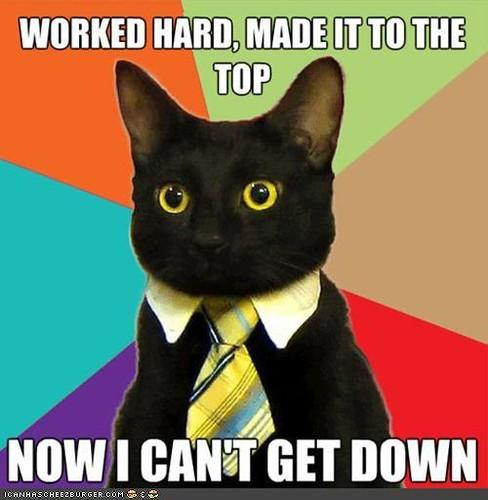 WORKED HARD, MADE IT TO THE
TOP
NOW I CAN'T GET DOWN
ICANHASCHEEZBURGER.COM